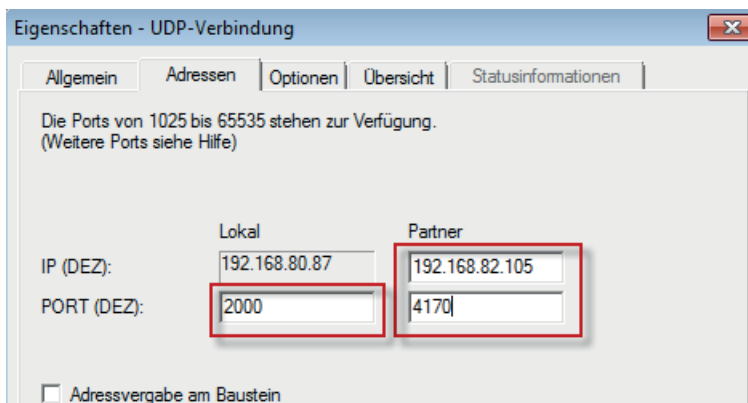 Eigenschaften - UDP-Verbindung
Allgemein Adressen Optionen Übersicht Statusinformationen
Die Ports von 1025 bis 65535 stehen zur Verfügung.
(Weitere Ports siehe Hilfe)
Lokal Partner
IP (DEZ): 192.168.80.87 192.168.82.105
PORT (DEZ): 2000 4170
Adressvergabe am Baustein